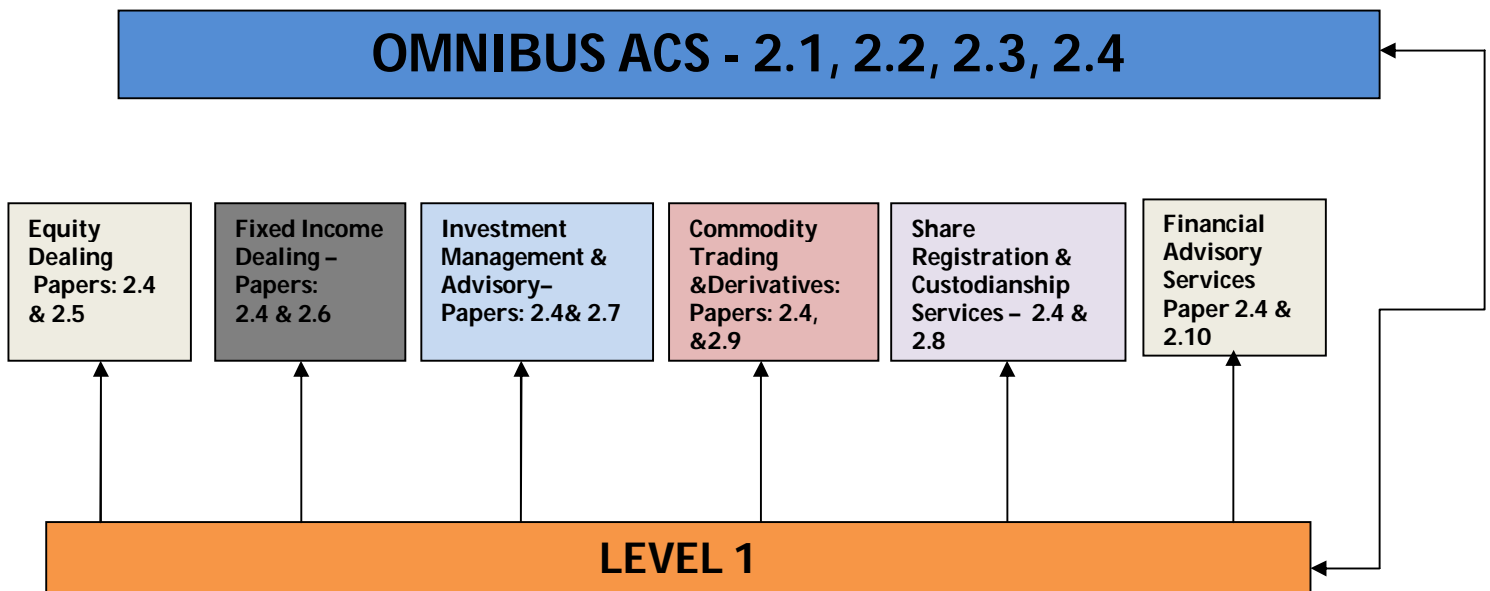 OMNIBUS ACS - 2.1, 2.2, 2.3, 2.4
Equity
Dealing
Papers: 2.4
& 2.5
Fixed Income
Dealing –
Papers:
2.4 & 2.6
Investment
Management &
Advisory–
Papers: 2.4& 2.7
Commodity
Trading
&Derivatives:
Papers: 2.4,
&2.9
Share
Registration &
Custodianship
Services – 2.4 &
2.8
Financial
Advisory
Services
Paper 2.4 &
2.10
LEVEL 1